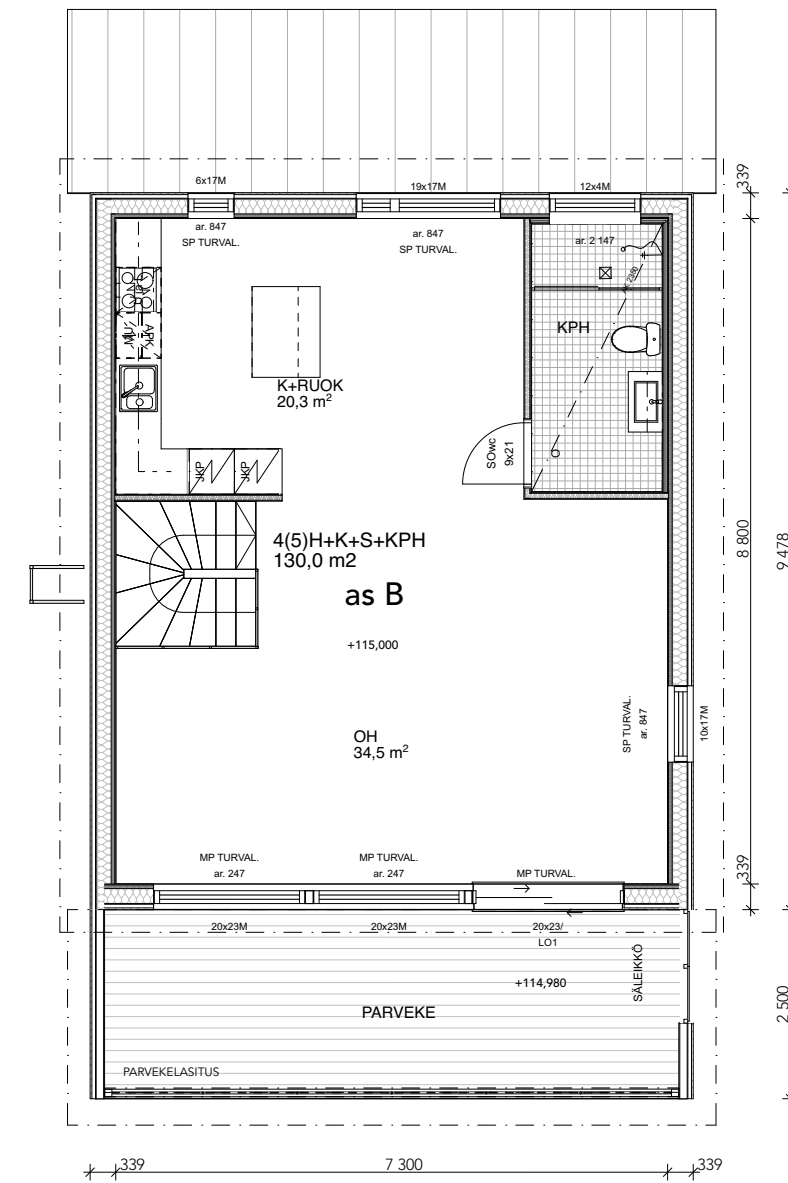 6x17M
19x17M
12x4M
339
ar. 847
SP TURVAL.
ar. 847
SP TURVAL.
ar. 2 147
AK 2350
KPH
APK
K+RUOK
20,3 m²
SOwc
9x21
JKP
JKP
4(5)H+K+S+KPH
130,0 m2
as B
+115,000
8 800
9 478
SP TURVAL.
ar. 847
10x17M
OH
34,5 m²
MP TURVAL.
ar. 247
MP TURVAL.
ar. 247
MP TURVAL.
339
20x23M
20x23M
20x23/
LO1
+114,980
SÄLEIKKÖ
PARVEKE
2 500
PARVEKELASITUS
339
7 300
339